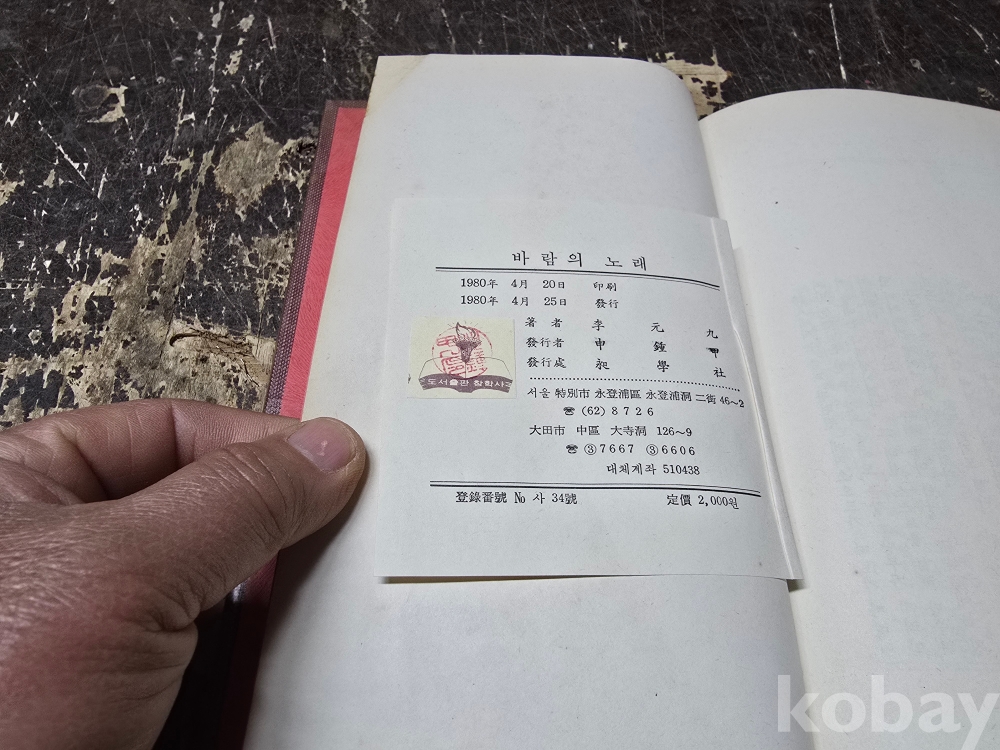 바람의 노래
1980年 4月 20日 印刷
1980年 4月 25日 發行
著者 李元九
發行者 申鍾甲
發行處 昶學社
도서출판 창학사
서울 特別市 永登浦區 永登浦洞 二街 46~2
☎ (62) 8726
大田市 中區 大寺洞 126~9
☎ ③7667 ③6606
대체계좌 510438
登錄番號 No 사 34號 定價 2,000원
kobay